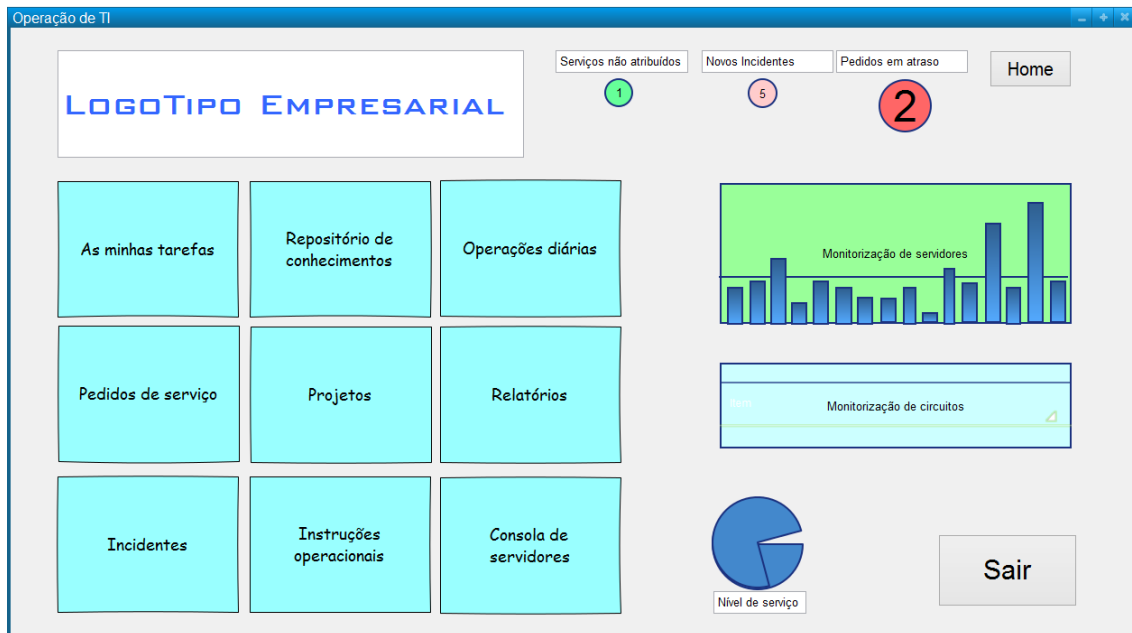 Operação de TI
LogoTipo Empresarial
Serviços não atribuídos
Novos Incidentes
Pedidos em atraso
Home
1
5
2
As minhas tarefas
Repositório de
conhecimentos
Operações diárias
Monitorização de servidores
Pedidos de serviço
Projetos
Relatórios
Item
Monitorização de circuitos
Incidentes
Instruções
operacionais
Consola de
servidores
Sair
Nível de serviço